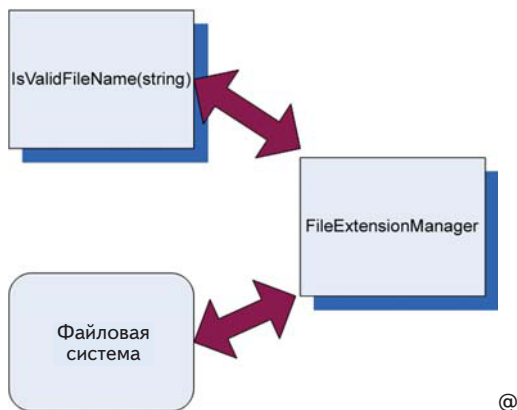 IsValidFileName(string)
FileExtensionManager
Файловая
система
@